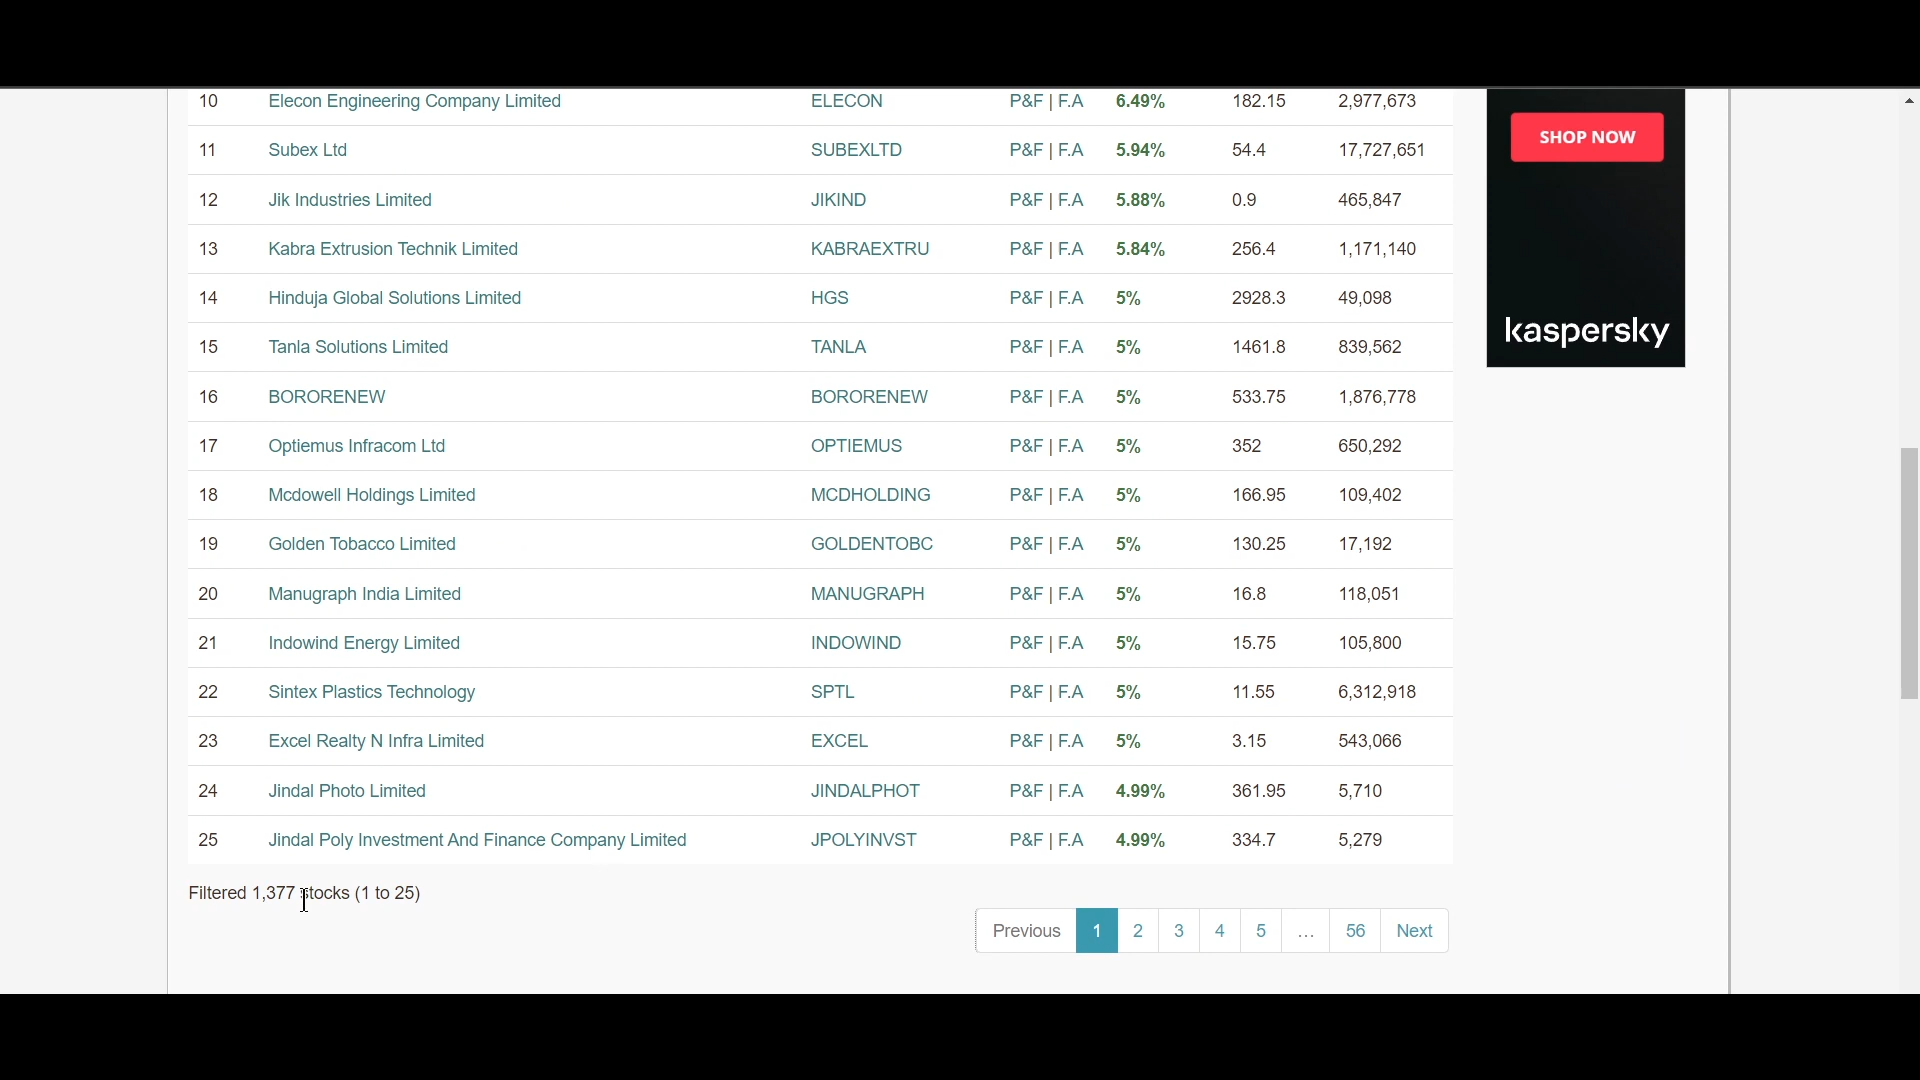 10 Elecon Engineering Company Limited ELECON P&F | F.A 6.49% 182.15 2,977,673
11 Subex Ltd SUBEXLTD P&F | F.A 5.94% 54.4 17,727,651
12 Jik Industries Limited JIKIND P&F | F.A 5.88% 0.9 465,847
13 Kabra Extrusion Technik Limited KABRAEXTRU P&F | F.A 5.84% 256.4 1,171,140
14 Hinduja Global Solutions Limited HGS P&F | F.A 5% 2928.3 49,098
15 Tanla Solutions Limited TANLA P&F | F.A 5% 1461.8 839,562
16 BORORENEW BORORENEW P&F | F.A 5% 533.75 1,876,778
17 Optiemus Infracom Ltd OPTIEMUS P&F | F.A 5% 352 650,292
18 Mcdowell Holdings Limited MCDHOLDING P&F | F.A 5% 166.95 109,402
19 Golden Tobacco Limited GOLDENTOBC P&F | F.A 5% 130.25 17,192
20 Manugraph India Limited MANUGRAPH P&F | F.A 5% 16.8 118,051
21 Indowind Energy Limited INDOWIND P&F | F.A 5% 15.75 105,800
22 Sintex Plastics Technology SPTL P&F | F.A 5% 11.55 6,312,918
23 Excel Realty N Infra Limited EXCEL P&F | F.A 5% 3.15 543,066
24 Jindal Photo Limited JINDALPHOT P&F | F.A 4.99% 361.95 5,710
25 Jindal Poly Investment And Finance Company Limited JPOLYINVST P&F | F.A 4.99% 334.7 5,279
Filtered 1,377 stocks (1 to 25)
Previous 1 2 3 4 5 ... 56 Next
SHOP NOW
kaspersky